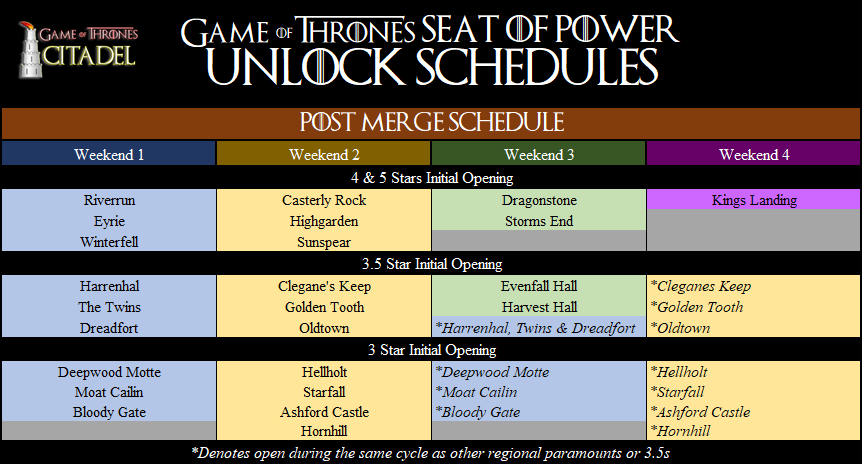 GAME OF THRONES
CITADEL
GAME OF THRONES SEAT OF POWER
UNLOCK SCHEDULES
POST MERGE SCHEDULE
Weekend 1 Weekend 2 Weekend 3 Weekend 4
4 & 5 Stars Initial Opening
Riverrun Casterly Rock Dragonstone Kings Landing
Eyrie Highgarden Storms End
Winterfell Sunspear
3.5 Star Initial Opening
Harrenhal Clegane's Keep Evenfall Hall *Cleganes Keep
The Twins Golden Tooth Harvest Hall *Golden Tooth
Dreadfort Oldtown *Harrenhal, Twins & Dreadfort *Oldtown
3 Star Initial Opening
Deepwood Motte Hellholt *Deepwood Motte *Hellholt
Moat Cailin Starfall *Moat Cailin *Starfall
Bloody Gate Ashford Castle *Bloody Gate *Ashford Castle
Hornhill *Hornhill
*Denotes open during the same cycle as other regional paramounts or 3.5s